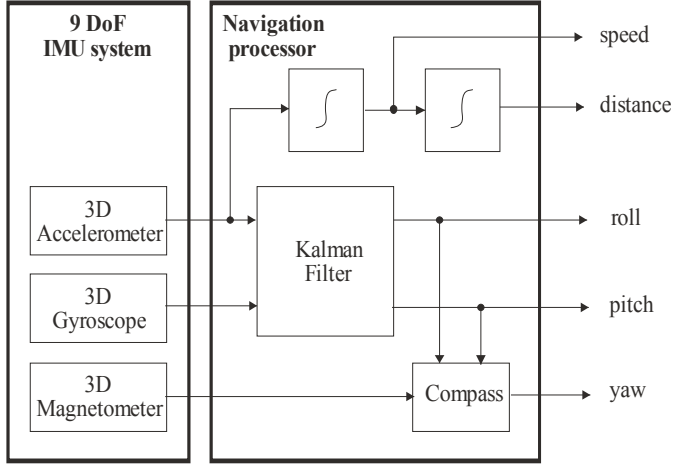 9 DoF
IMU system
Navigation
processor
speed
distance
3D
Accelerometer
Kalman
Filter
roll
3D
Gyroscope
pitch
3D
Magnetometer
Compass
yaw